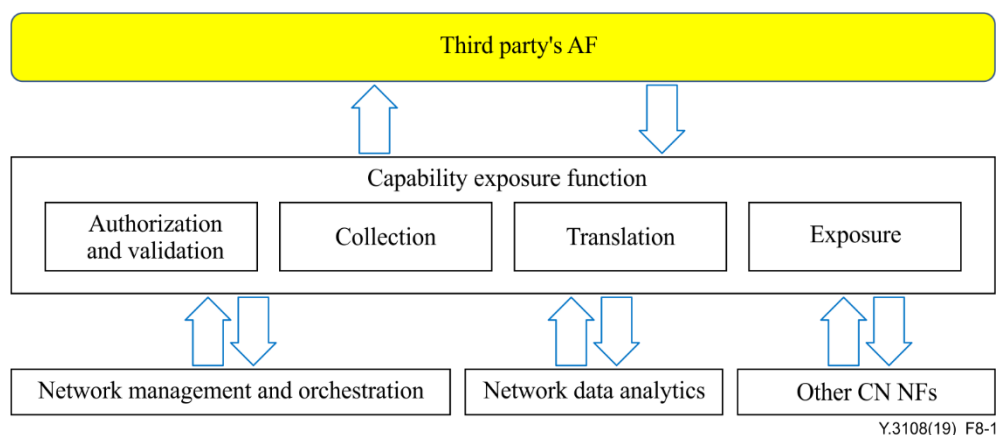 Third party's AF
Capability exposure function
Authorization
and validation
Collection
Translation
Exposure
Network management and orchestration
Network data analytics
Other CN NFs
Y.3108(19)_F8-1